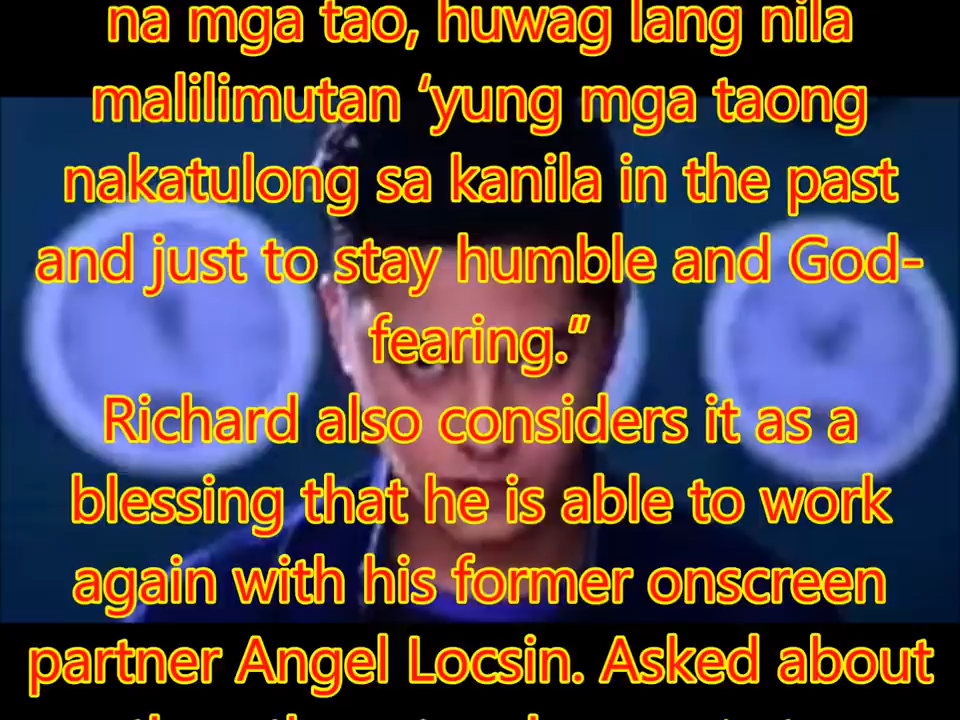 na mga tao, huwag lang nila
malilimutan ‘yung mga taong
nakatulong sa kanila in the past
and just to stay humble and God-
fearing.”
Richard also considers it as a
blessing that he is able to work
again with his former onscreen
partner Angel Locsin. Asked about